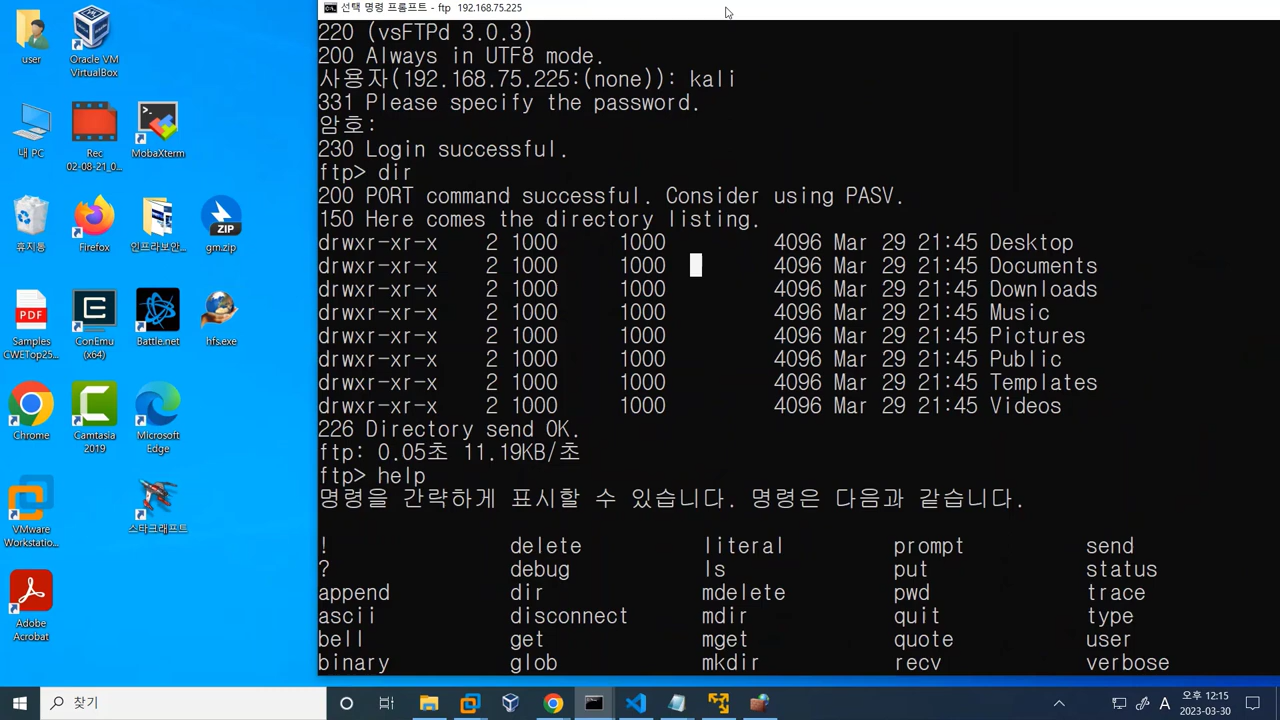 선택 명령 프롬프트 - ftp 192.168.75.225
220 (vsFTPd 3.0.3)
200 Always in UTF8 mode.
사용자(192.168.75.225:(none)): kali
331 Please specify the password.
암호:
230 Login successful.
ftp> dir
200 PORT command successful. Consider using PASV.
150 Here comes the directory listing.
drwxr-xr-x 2 1000 1000 4096 Mar 29 21:45 Desktop
drwxr-xr-x 2 1000 1000 4096 Mar 29 21:45 Documents
drwxr-xr-x 2 1000 1000 4096 Mar 29 21:45 Downloads
drwxr-xr-x 2 1000 1000 4096 Mar 29 21:45 Music
drwxr-xr-x 2 1000 1000 4096 Mar 29 21:45 Pictures
drwxr-xr-x 2 1000 1000 4096 Mar 29 21:45 Public
drwxr-xr-x 2 1000 1000 4096 Mar 29 21:45 Templates
drwxr-xr-x 2 1000 1000 4096 Mar 29 21:45 Videos
226 Directory send OK.
ftp: 0.05초 11.19KB/초
ftp> help
명령을 간략하게 표시할 수 있습니다. 명령은 다음과 같습니다.
! delete literal prompt send
? debug ls put status
append dir mdelete pwd trace
ascii disconnect mdir quit type
bell get mget quote user
binary glob mkdir recv verbose
user
Oracle VM
VirtualBox
내 PC
Rec
02-08-21_0...
MobaXterm
휴지통
Firefox
인프라보안...
ZIP
gm.zip
PDF
Samples
CWETop25...
ConEmu
(x64)
Battle.net
hfs.exe
Chrome
Camtasia
2019
Microsoft
Edge
VMware
Workstatio...
스타크래프트
Adobe
Acrobat
찾기
A
오후 12:15
2023-03-30